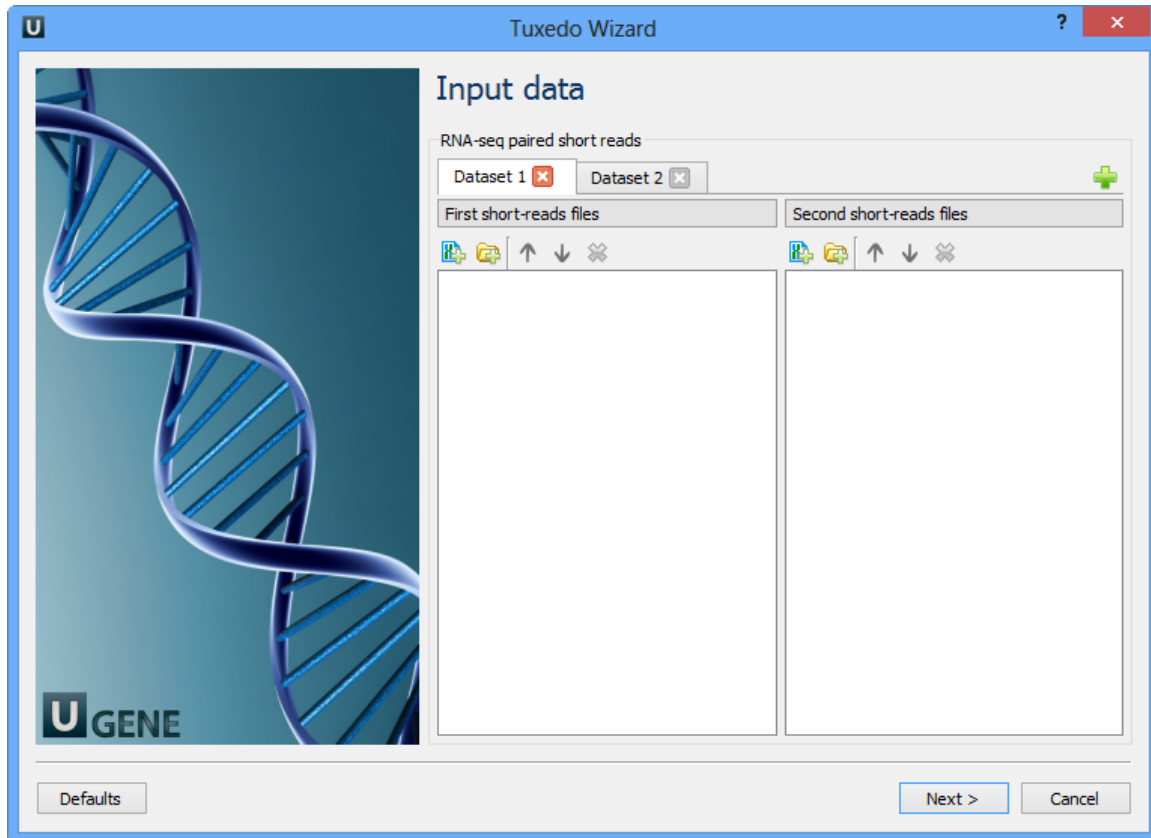 U
Tuxedo Wizard
?
Input data
RNA-seq paired short reads
Dataset 1 Dataset 2
First short-reads files Second short-reads files
U GENE
Defaults Next > Cancel